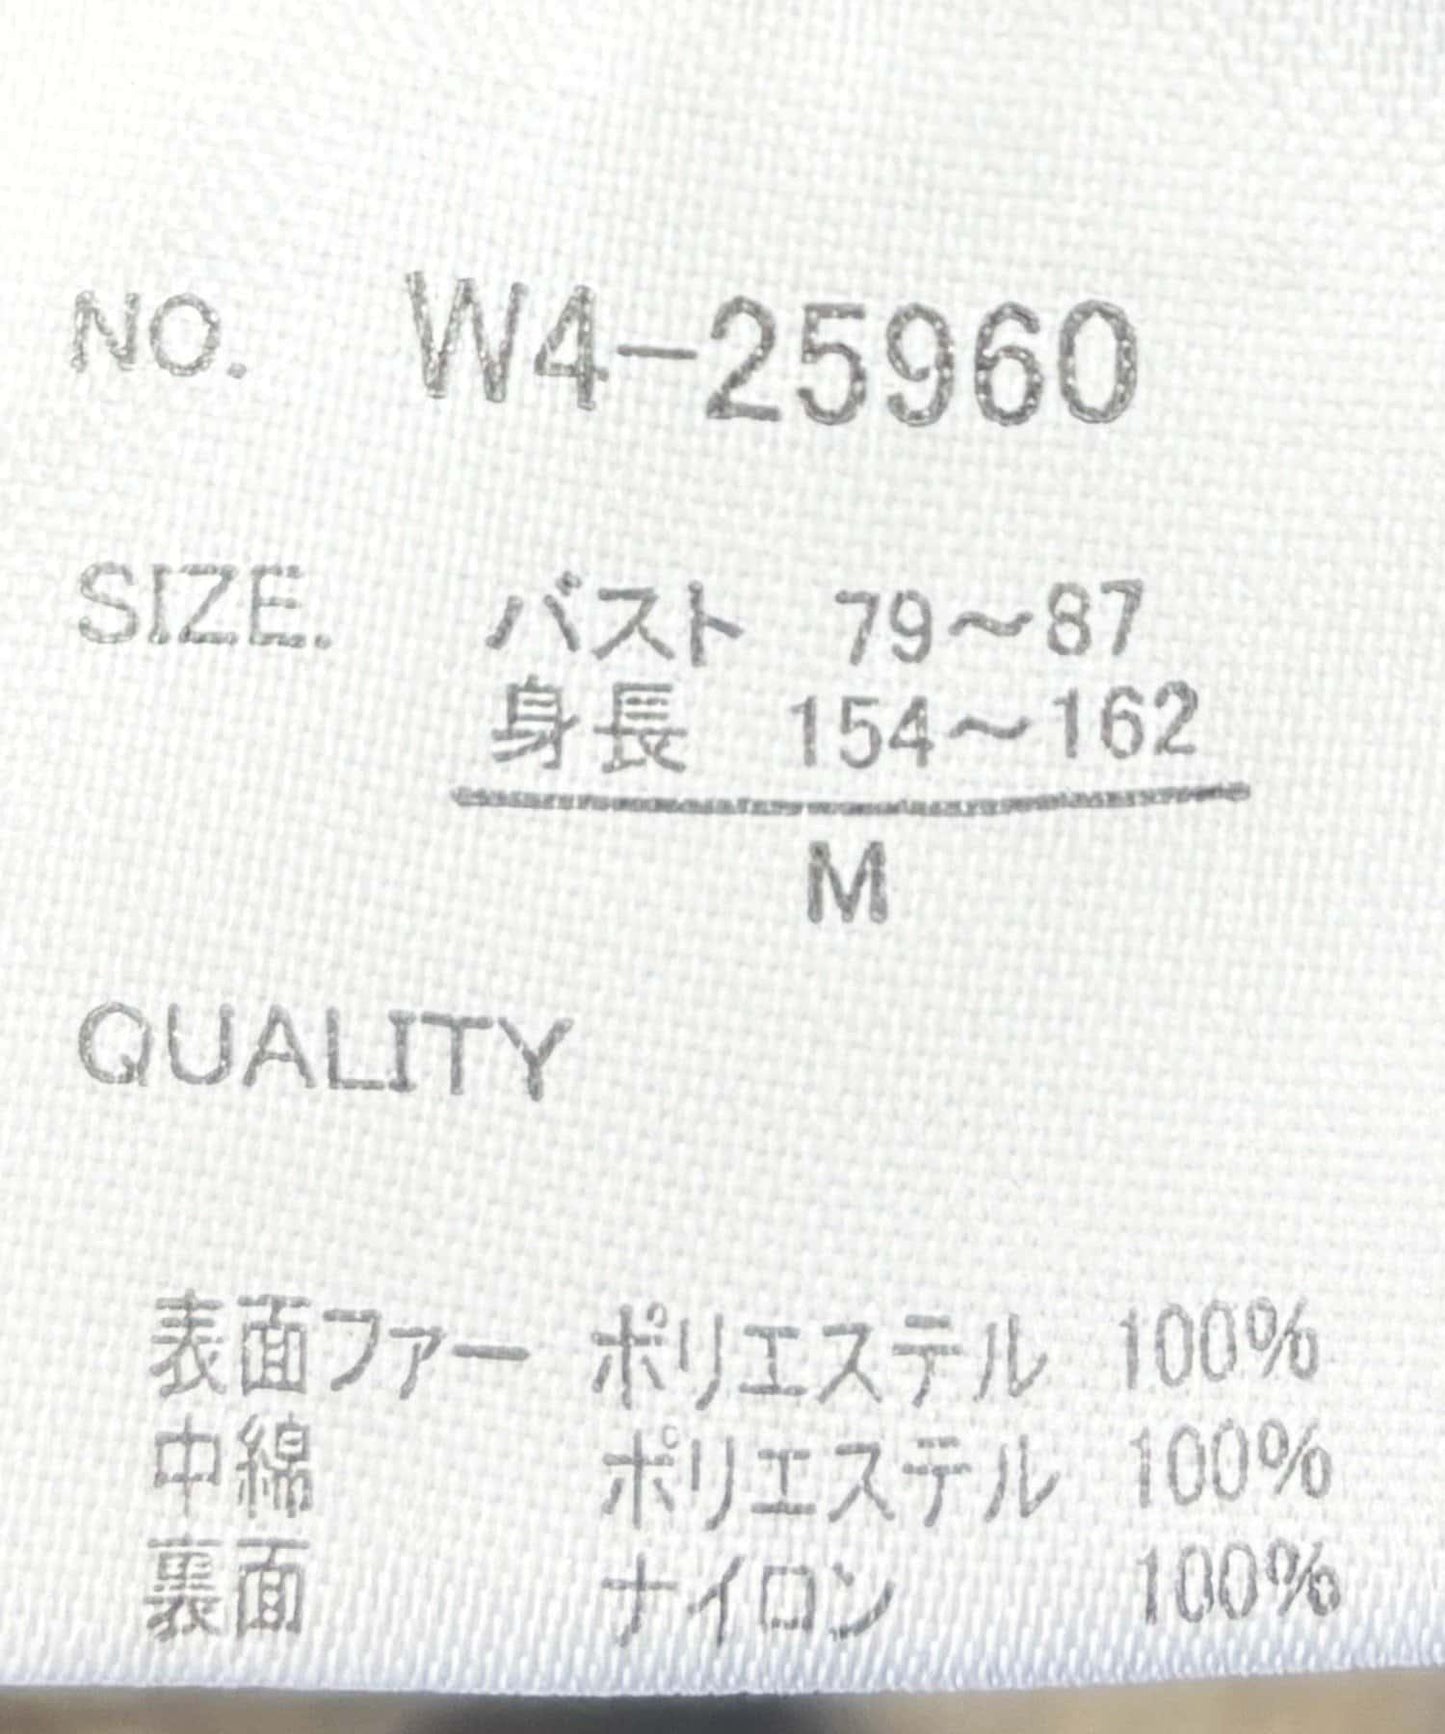 NO. W4-25960
SIZE. バスト 79～87
身長 154～162
M
QUALITY
表面ファー ポリエステル 100%
中綿 ポリエステル 100%
裏面 ナイロン 100%